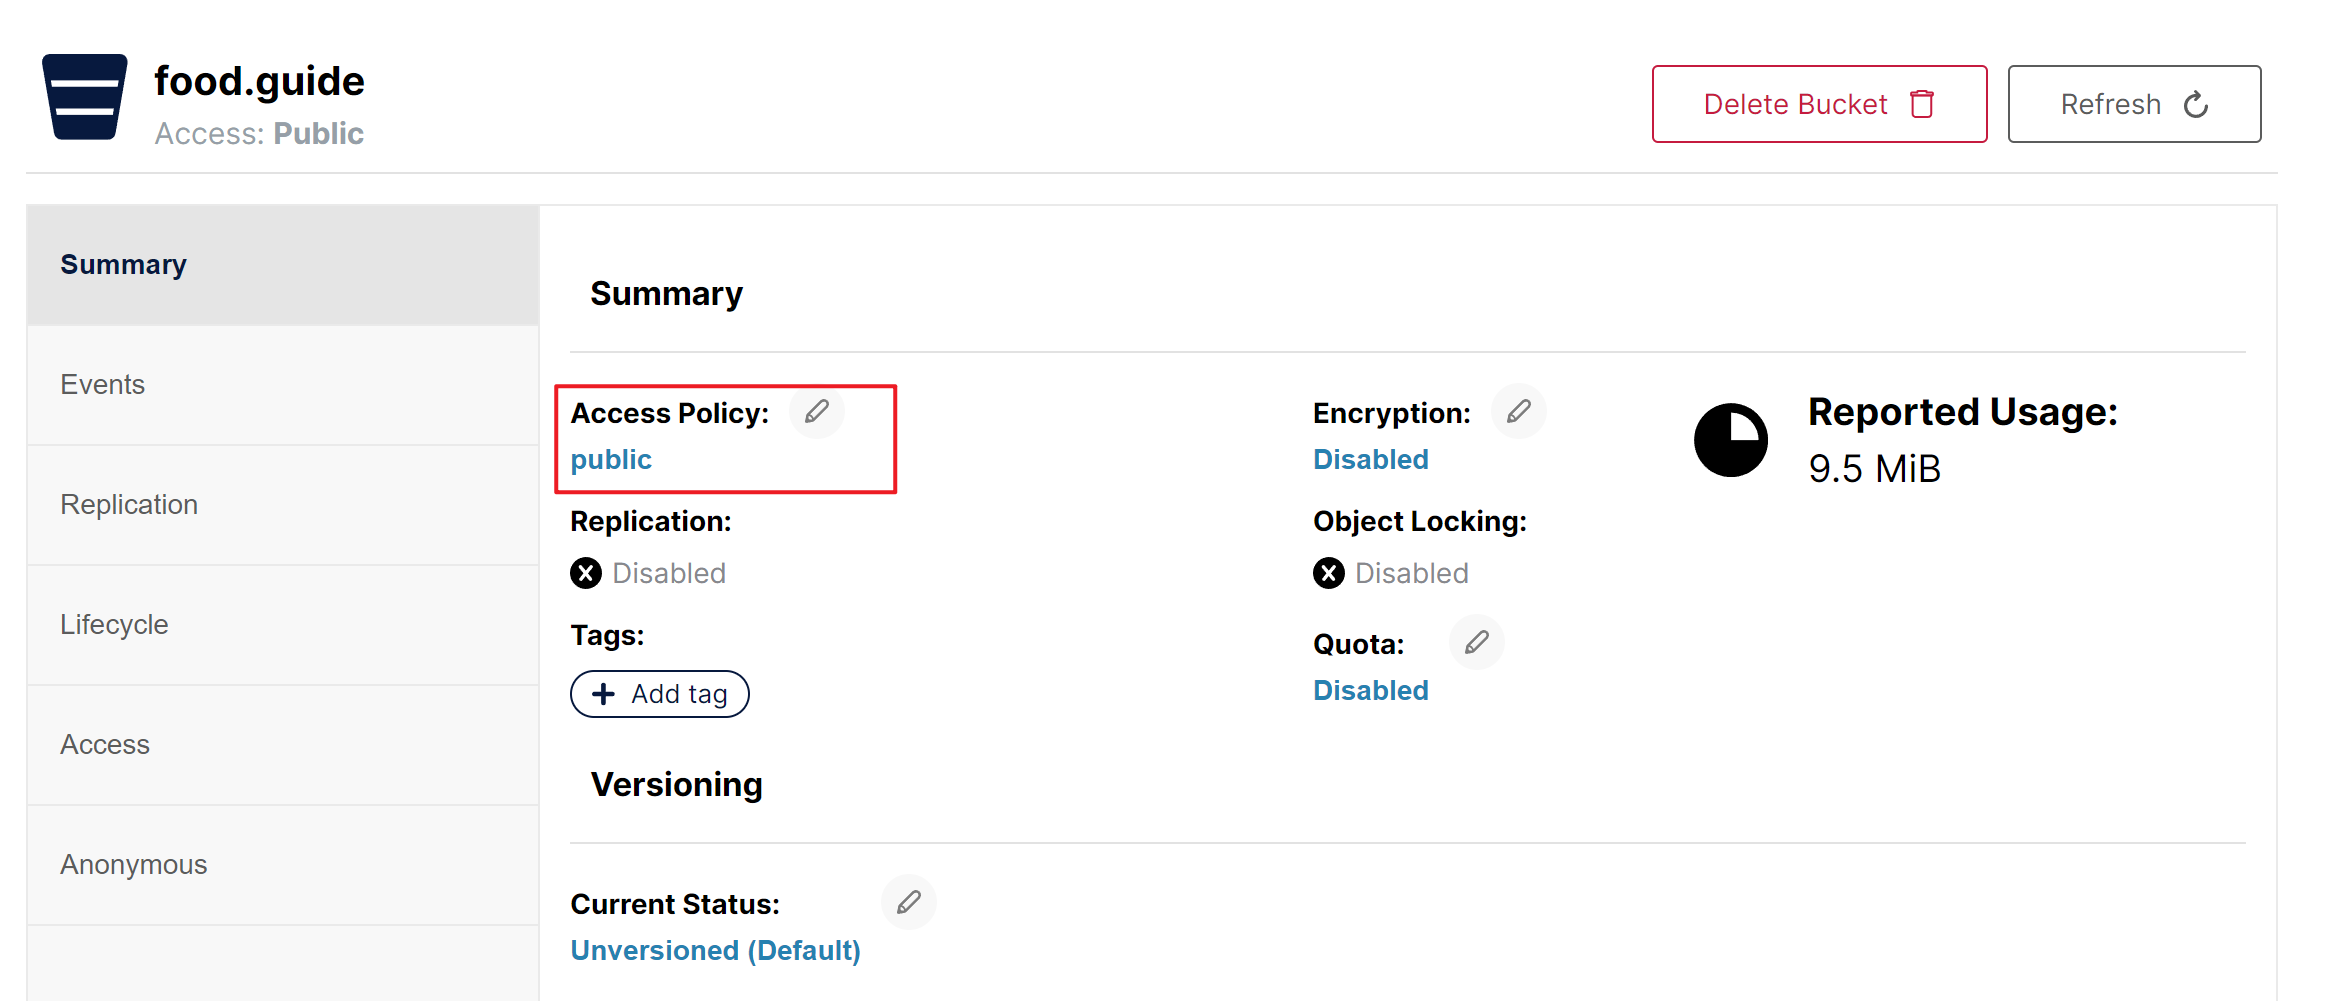 food.guide
Access: Public
Delete Bucket
Refresh
Summary
Events
Replication
Lifecycle
Access
Anonymous
Summary
Access Policy:
public
Encryption:
Disabled
Reported Usage:
9.5 MiB
Replication:
Disabled
Object Locking:
Disabled
Tags:
Add tag
Quota:
Disabled
Versioning
Current Status:
Unversioned (Default)